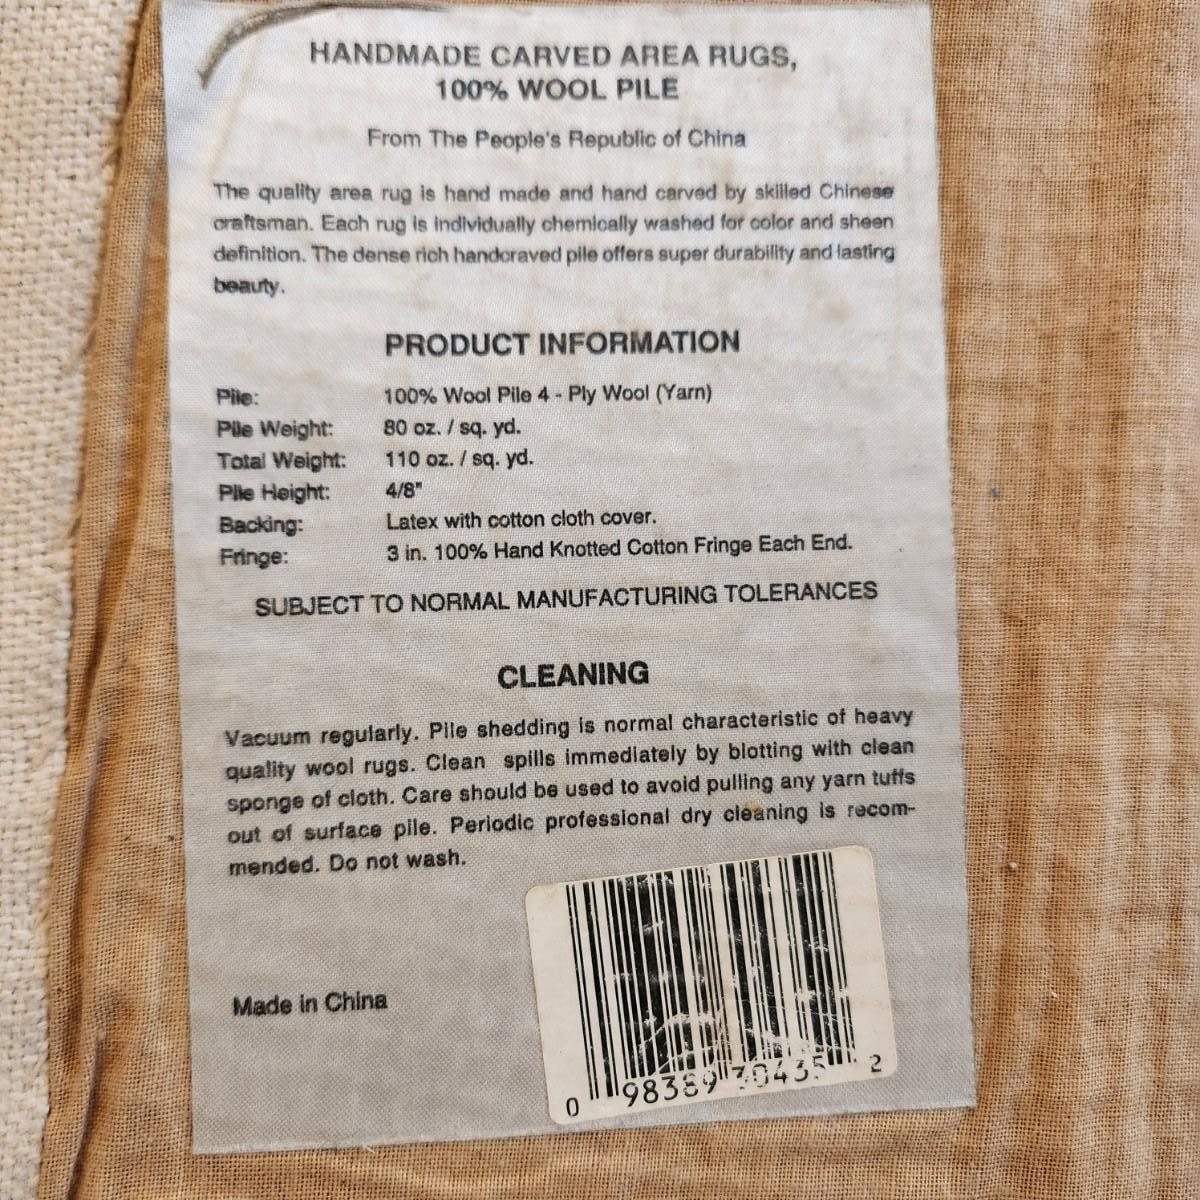 HANDMADE CARVED AREA RUGS,
100% WOOL PILE
From The People's Republic of China
The quality area rug is hand made and hand carved by skilled Chinese
craftsman. Each rug is individually chemically washed for color and sheen
definition. The dense rich handcraved pile offers super durability and lasting
beauty.
PRODUCT INFORMATION
Pile: 100% Wool Pile 4 - Ply Wool (Yarn)
Pile Weight: 80 oz. / sq. yd.
Total Weight: 110 oz. / sq. yd.
Pile Height: 4/8"
Backing: Latex with cotton cloth cover.
Fringe: 3 in. 100% Hand Knotted Cotton Fringe Each End.
SUBJECT TO NORMAL MANUFACTURING TOLERANCES
CLEANING
Vacuum regularly. Pile shedding is normal characteristic of heavy
quality wool rugs. Clean spills immediately by blotting with clean
sponge of cloth. Care should be used to avoid pulling any yarn tuffs
out of surface pile. Periodic professional dry cleaning is recom-
mended. Do not wash.
Made in China
0 98389 30435 2